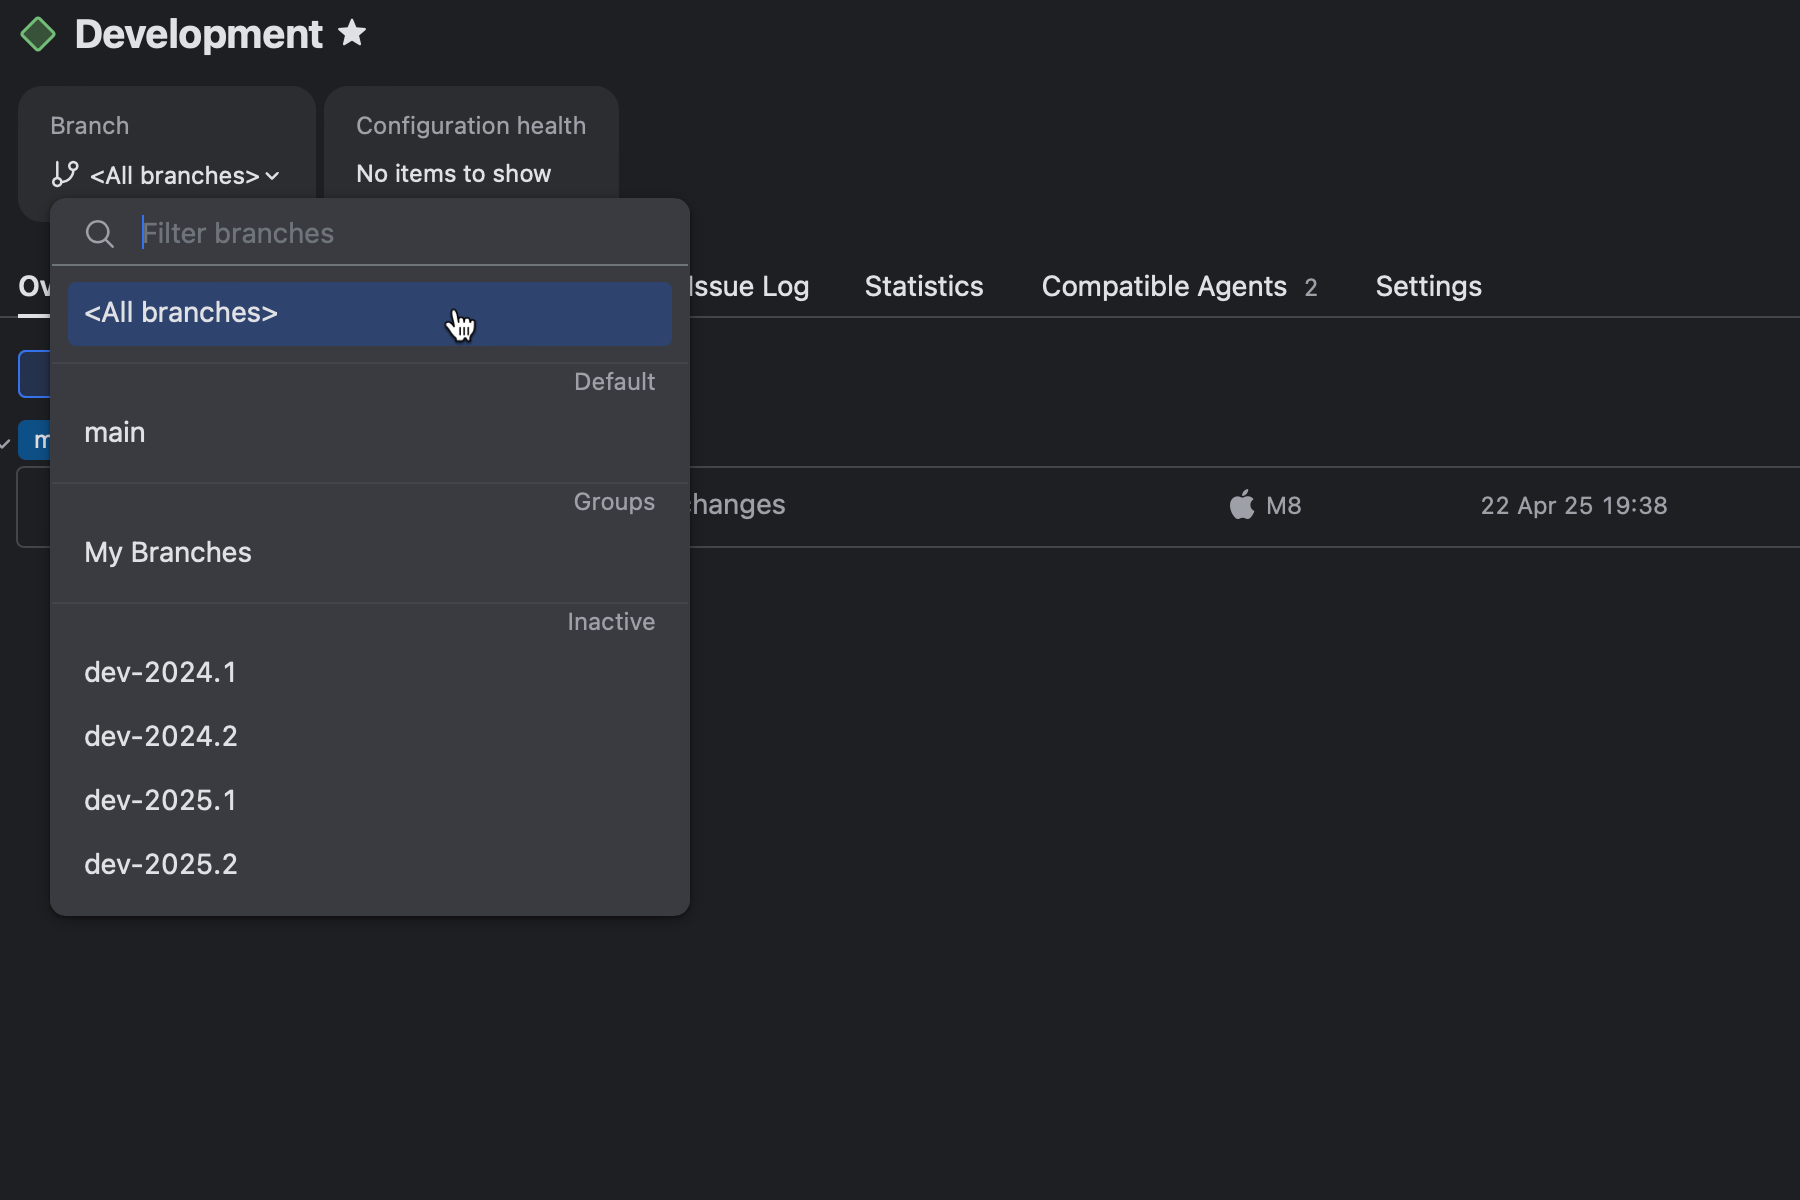 Development
Branch
Configuration health
<All branches>
No items to show
Filter branches
Issue Log
Statistics
Compatible Agents 2
Settings
<All branches>
Default
main
Groups
M8
22 Apr 25 19:38
My Branches
Inactive
dev-2024.1
dev-2024.2
dev-2025.1
dev-2025.2